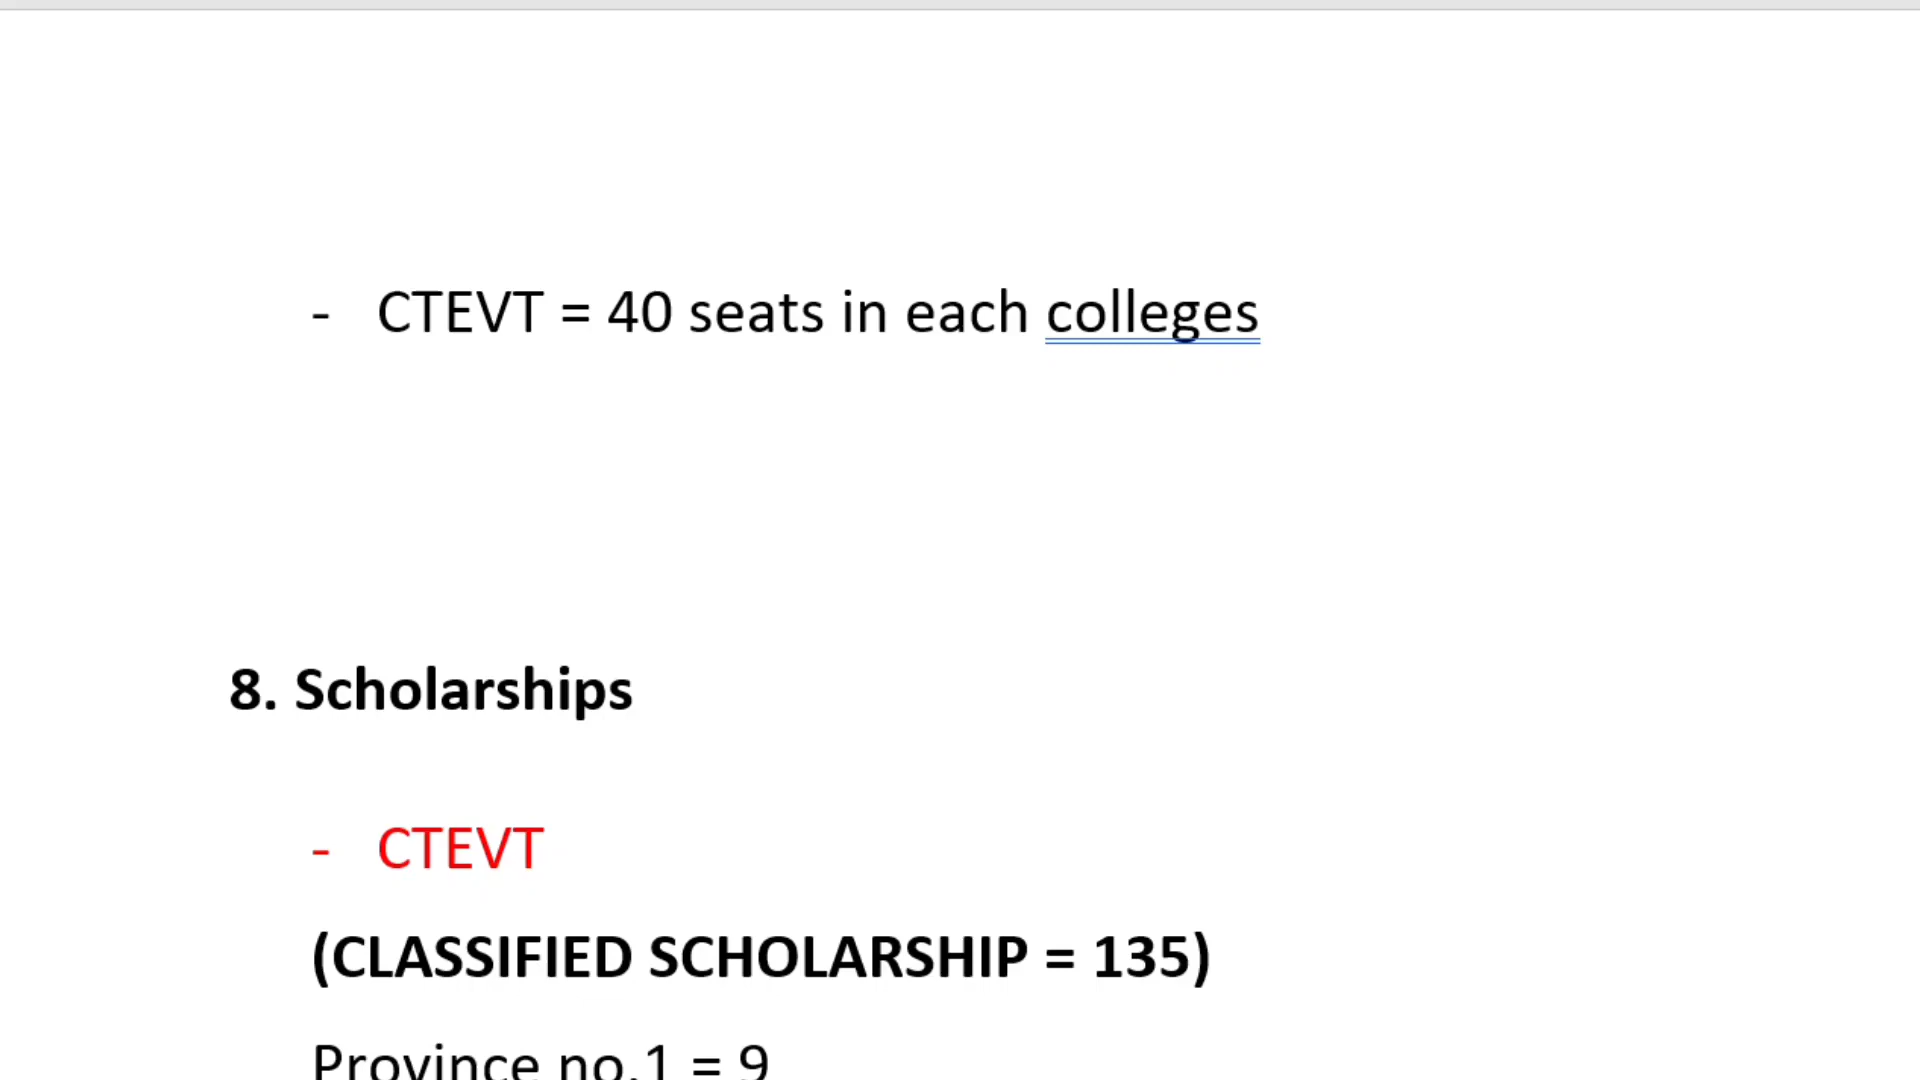 - CTEVT = 40 seats in each colleges
8. Scholarships
- CTEVT
(CLASSIFIED SCHOLARSHIP = 135)
Province no.1 = 9